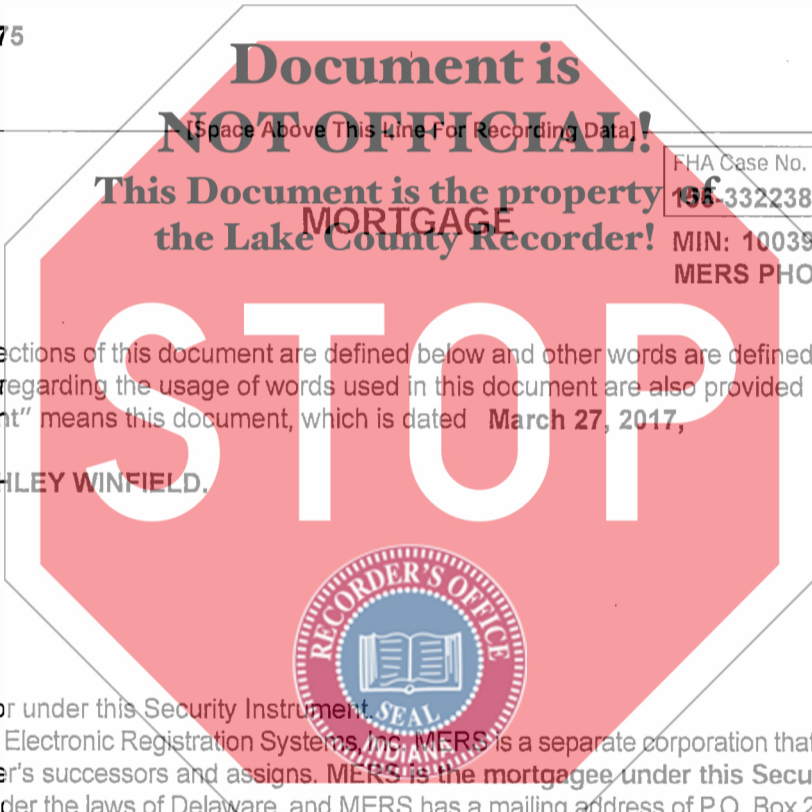 75
Document is
NOT OFFICIAL!
[Space Above This Line For Recording Data]
This Document is the property of
the Lake County Recorder!
FHA Case No.
156-332238
MORTGAGE
MIN: 10039
MERS PHO
STOP
ections of this document are defined below and other words are defined
regarding the usage of words used in this document are also provided
nt" means this document, which is dated March 27, 2017,
HLEY WINFIELD.
RECORDER'S OFFICE
SEAL
INDIANA
or under this Security Instrument.
Electronic Registration Systems, Inc. MERS is a separate corporation that
er's successors and assigns. MERS is the mortgagee under this Secu
der the laws of Delaware, and MERS has a mailing address of P.O. Box 2